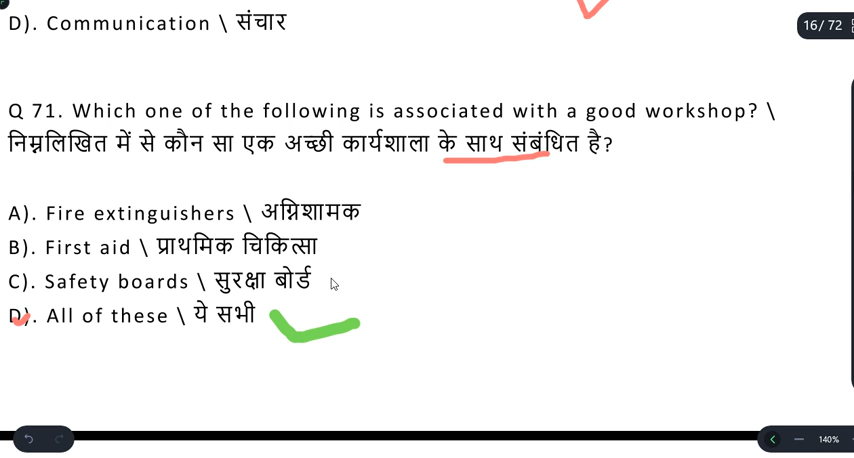 D). Communication \ संचार
16/ 72
Q 71. Which one of the following is associated with a good workshop? \
निम्नलिखित में से कौन सा एक अच्छी कार्यशाला के साथ संबंधित है?
A). Fire extinguishers \ अग्निशामक
B). First aid \ प्राथमिक चिकित्सा
C). Safety boards \ सुरक्षा बोर्ड
D). All of these \ ये सभी
140%